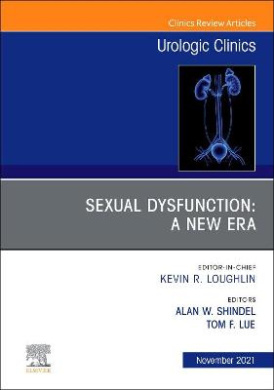 Clinics Review Articles
Urologic Clinics
SEXUAL DYSFUNCTION:
A NEW ERA
EDITOR-IN-CHIEF
KEVIN R. LOUGHLIN
EDITORS
ALAN W. SHINDEL
TOM F. LUE
ELSEVIER
November 2021